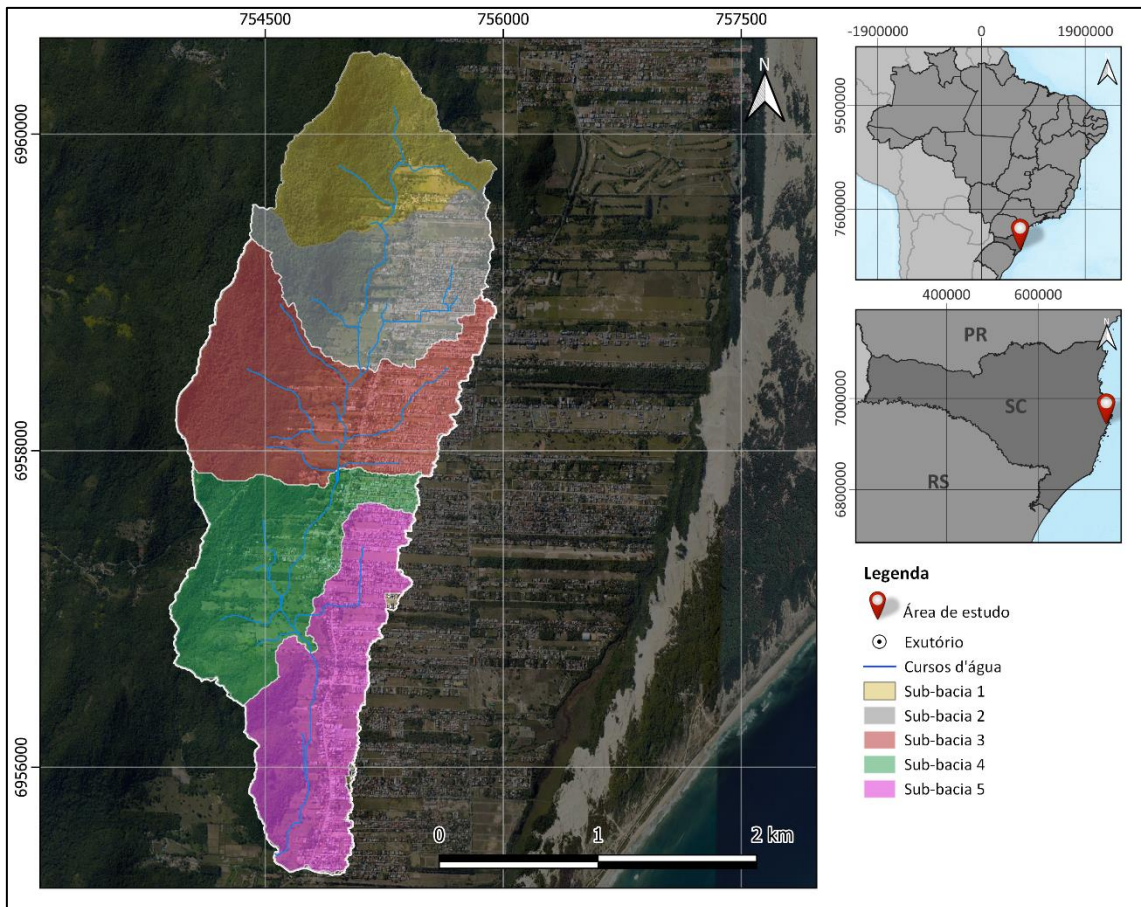 754500
756000
757500
6960000
6958000
6956000
N
0
1
2 km
-1900000
0
1900000
9500000
7600000
400000
600000
7000000
6800000
N
PR
SC
RS
Legenda
Área de estudo
Exutório
Cursos d'água
Sub-bacia 1
Sub-bacia 2
Sub-bacia 3
Sub-bacia 4
Sub-bacia 5